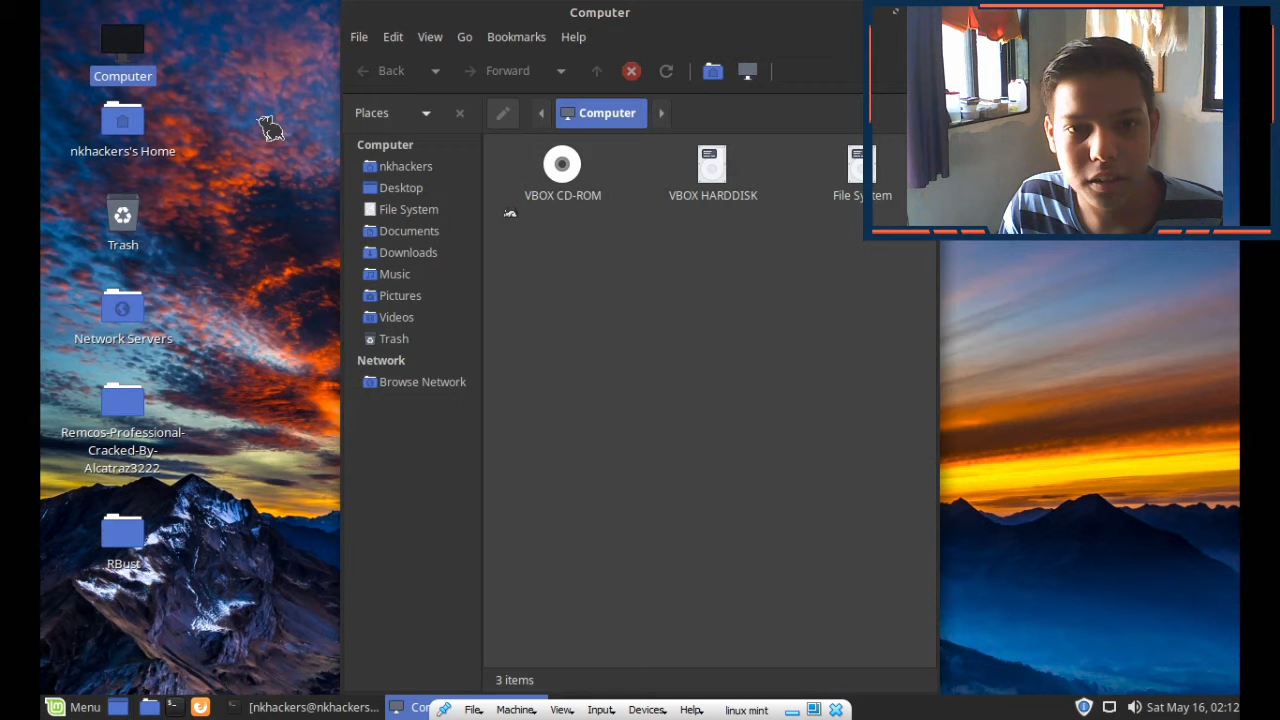 Computer
nkhackers's Home
Trash
Network Servers
Remcos-Professional-
Cracked-By-
Alcatraz3222
RBust
Computer
File Edit View Go Bookmarks Help
Back Forward
Places
Computer
Computer
nkhackers
Desktop
File System
Documents
Downloads
Music
Pictures
Videos
Trash
Network
Browse Network
VBOX CD-ROM VBOX HARDDISK File System
3 items
Menu [nkhackers@nkhackers...
File Machine View Input Devices Help linux mint
Sat May 16, 02:12